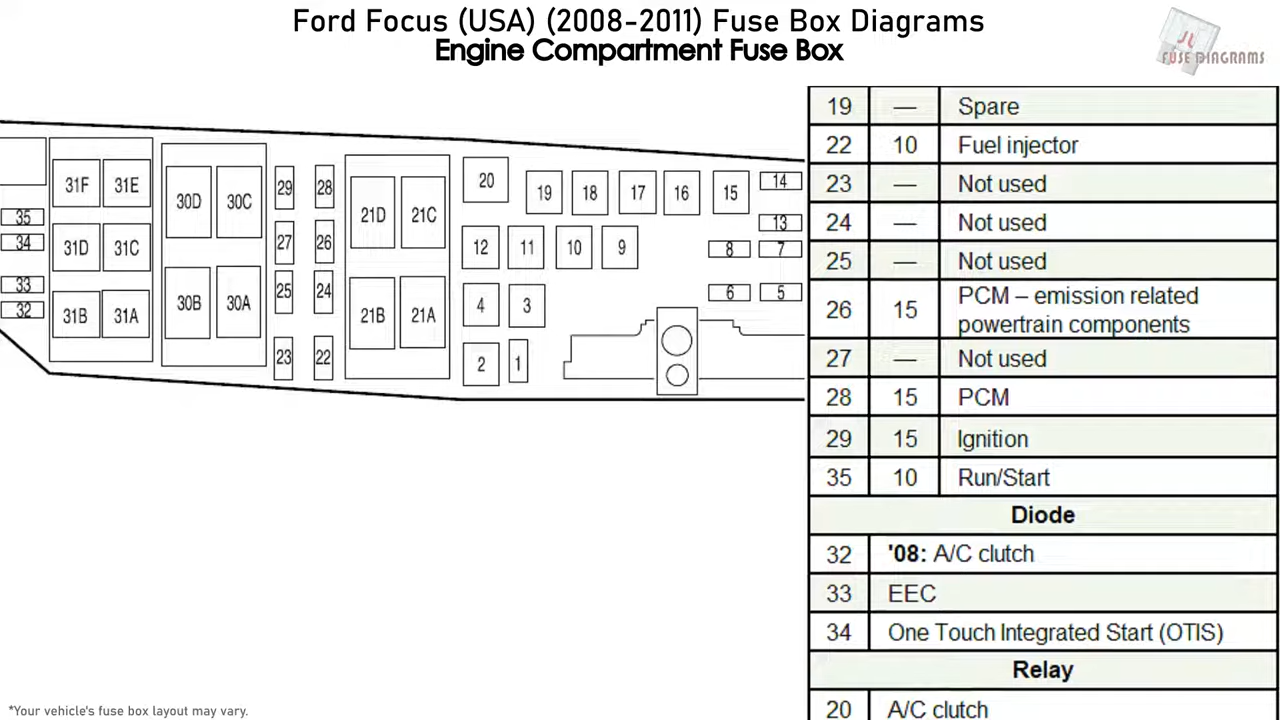 Ford Focus (USA) (2008-2011) Fuse Box Diagrams
Engine Compartment Fuse Box
JL
FUSE DIAGRAMS
31F 31E
30D 30C
29 28
21D 21C
20
19 18 17 16 15
14
13
35
34
31D 31C
27 26
12 11 10 9
8 7
33
32
31B 31A
30B 30A
25 24
21B 21A
4 3
6 5
23 22
2 1
19 — Spare
22 10 Fuel injector
23 — Not used
24 — Not used
25 — Not used
26 15 PCM – emission related
powertrain components
27 — Not used
28 15 PCM
29 15 Ignition
35 10 Run/Start
Diode
32 '08: A/C clutch
33 EEC
34 One Touch Integrated Start (OTIS)
Relay
20 A/C clutch
*Your vehicle's fuse box layout may vary.